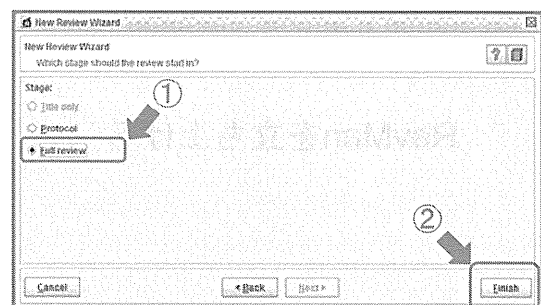 New Review Wizard
New Review Wizard
Which stage should the review start in?
Stage:
①
Title only
Protocol
Full review
②
Cancel
Back
Next
Finish